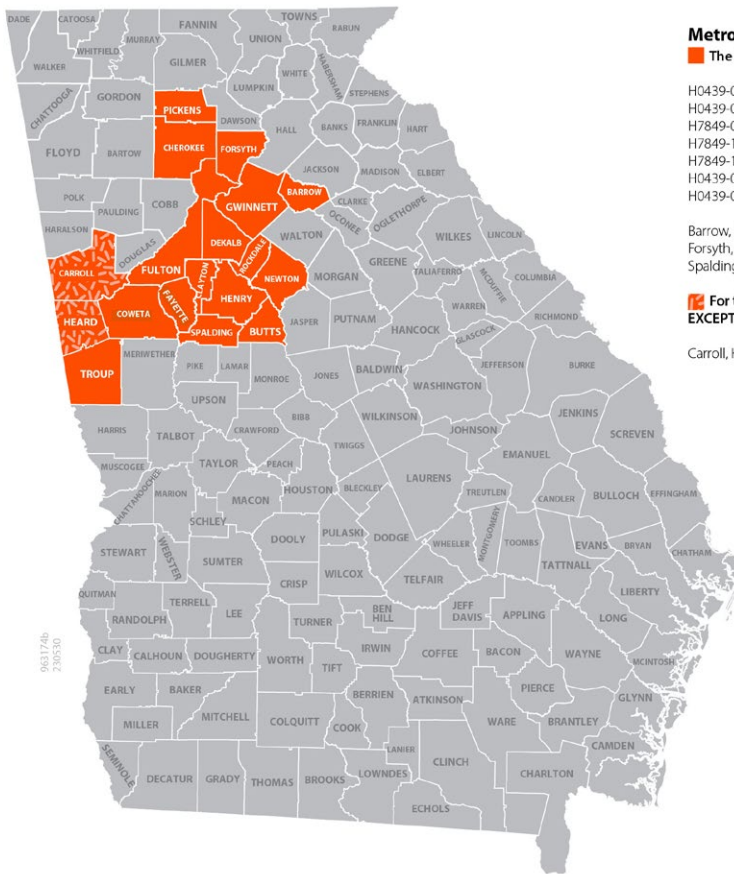 DADE
CATOOSA
WHITFIELD
MURRAY
FANNIN
TOWNS
RABUN
UNION
WALKER
GILMER
WHITE
HABERSHAM
STEPHENS
CHATTOOGA
GORDON
LUMPKIN
PICKENS
DAWSON
HALL
BANKS
FRANKLIN
HART
FLOYD
BARTOW
CHEROKEE
FORSYTH
JACKSON
MADISON
ELBERT
POLK
PAULDING
COBB
GWINNETT
BARROW
CLARKE
OGLETHORPE
HARALSON
DOUGLAS
DEKALB
OCONEE
WALTON
WILKES
LINCOLN
CARROLL
FULTON
CLAYTON
ROCKDALE
NEWTON
MORGAN
GREENE
TALIAFERRO
MCDUFFIE
COLUMBIA
HEARD
COWETA
FAYETTE
HENRY
WARREN
RICHMOND
SPALDING
BUTTS
JASPER
PUTNAM
HANCOCK
GLASCOCK
TROUP
MERIWETHER
PIKE
LAMAR
MONROE
JONES
BALDWIN
WASHINGTON
JEFFERSON
BURKE
UPSON
HARRIS
TALBOT
CRAWFORD
BIBB
TWIGGS
WILKINSON
JOHNSON
JENKINS
SCREVEN
EMANUEL
MUSCOGEE
CHATTAHOOCHEE
MARION
TAYLOR
PEACH
HOUSTON
BLECKLEY
LAURENS
TREUTLEN
CANDLER
BULLOCH
EFFINGHAM
MACON
SCHLEY
STEWART
WEBSTER
SUMTER
DOOLY
PULASKI
DODGE
WHEELER
MONTGOMERY
TOOMBS
TATTNALL
EVANS
BRYAN
CHATHAM
QUITMAN
RANDOLPH
TERRELL
LEE
CRISP
WILCOX
TELFAIR
LIBERTY
TURNER
BEN
HILL
JEFF
DAVIS
APPLING
LONG
CLAY
CALHOUN
DOUGHERTY
WORTH
TIFT
IRWIN
COFFEE
BACON
WAYNE
MCINTOSH
EARLY
BAKER
BERRIEN
PIERCE
MILLER
MITCHELL
COLQUITT
COOK
ATKINSON
WARE
BRANTLEY
GLYNN
LANIER
CLINCH
CAMDEN
SEMINOLE
DECATUR
GRADY
THOMAS
BROOKS
LOWNDES
ECHOLS
CHARLTON
963174b
230530
Metro
The
H0439-0
H0439-0
H7849-0
H7849-1
H7849-1
H0439-0
H0439-0
Barrow,
Forsyth,
Spalding
For t
EXCEPT
Carroll, H